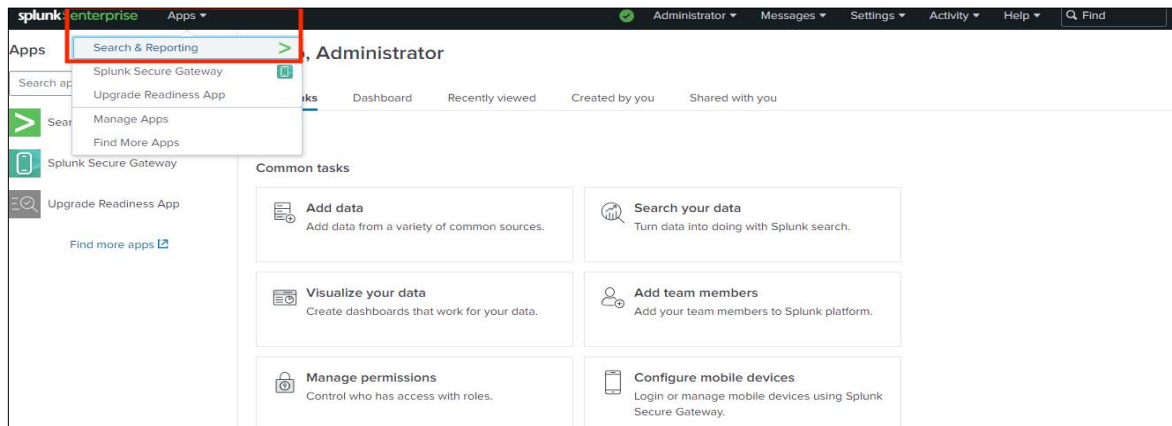 splunk>enterprise Apps Administrator Messages Settings Activity Help Find
Apps
Search & Reporting
Splunk Secure Gateway
Upgrade Readiness App
Manage Apps
Find More Apps
, Administrator
Search
Dashboard Recently viewed Created by you Shared with you
Splunk Secure Gateway
Upgrade Readiness App
Find more apps
Common tasks
Add data
Add data from a variety of common sources.
Search your data
Turn data into doing with Splunk search.
Visualize your data
Create dashboards that work for your data.
Add team members
Add your team members to Splunk platform.
Manage permissions
Control who has access with roles.
Configure mobile devices
Login or manage mobile devices using Splunk
Secure Gateway.